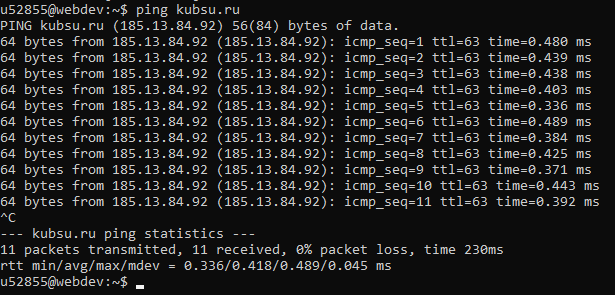 u52855@webdev:~$ ping kubsu.ru
PING kubsu.ru (185.13.84.92) 56(84) bytes of data.
64 bytes from 185.13.84.92 (185.13.84.92): icmp_seq=1 ttl=63 time=0.480 ms
64 bytes from 185.13.84.92 (185.13.84.92): icmp_seq=2 ttl=63 time=0.439 ms
64 bytes from 185.13.84.92 (185.13.84.92): icmp_seq=3 ttl=63 time=0.438 ms
64 bytes from 185.13.84.92 (185.13.84.92): icmp_seq=4 ttl=63 time=0.403 ms
64 bytes from 185.13.84.92 (185.13.84.92): icmp_seq=5 ttl=63 time=0.336 ms
64 bytes from 185.13.84.92 (185.13.84.92): icmp_seq=6 ttl=63 time=0.489 ms
64 bytes from 185.13.84.92 (185.13.84.92): icmp_seq=7 ttl=63 time=0.384 ms
64 bytes from 185.13.84.92 (185.13.84.92): icmp_seq=8 ttl=63 time=0.425 ms
64 bytes from 185.13.84.92 (185.13.84.92): icmp_seq=9 ttl=63 time=0.371 ms
64 bytes from 185.13.84.92 (185.13.84.92): icmp_seq=10 ttl=63 time=0.443 ms
64 bytes from 185.13.84.92 (185.13.84.92): icmp_seq=11 ttl=63 time=0.392 ms
^C
--- kubsu.ru ping statistics ---
11 packets transmitted, 11 received, 0% packet loss, time 230ms
rtt min/avg/max/mdev = 0.336/0.418/0.489/0.045 ms
u52855@webdev:~$